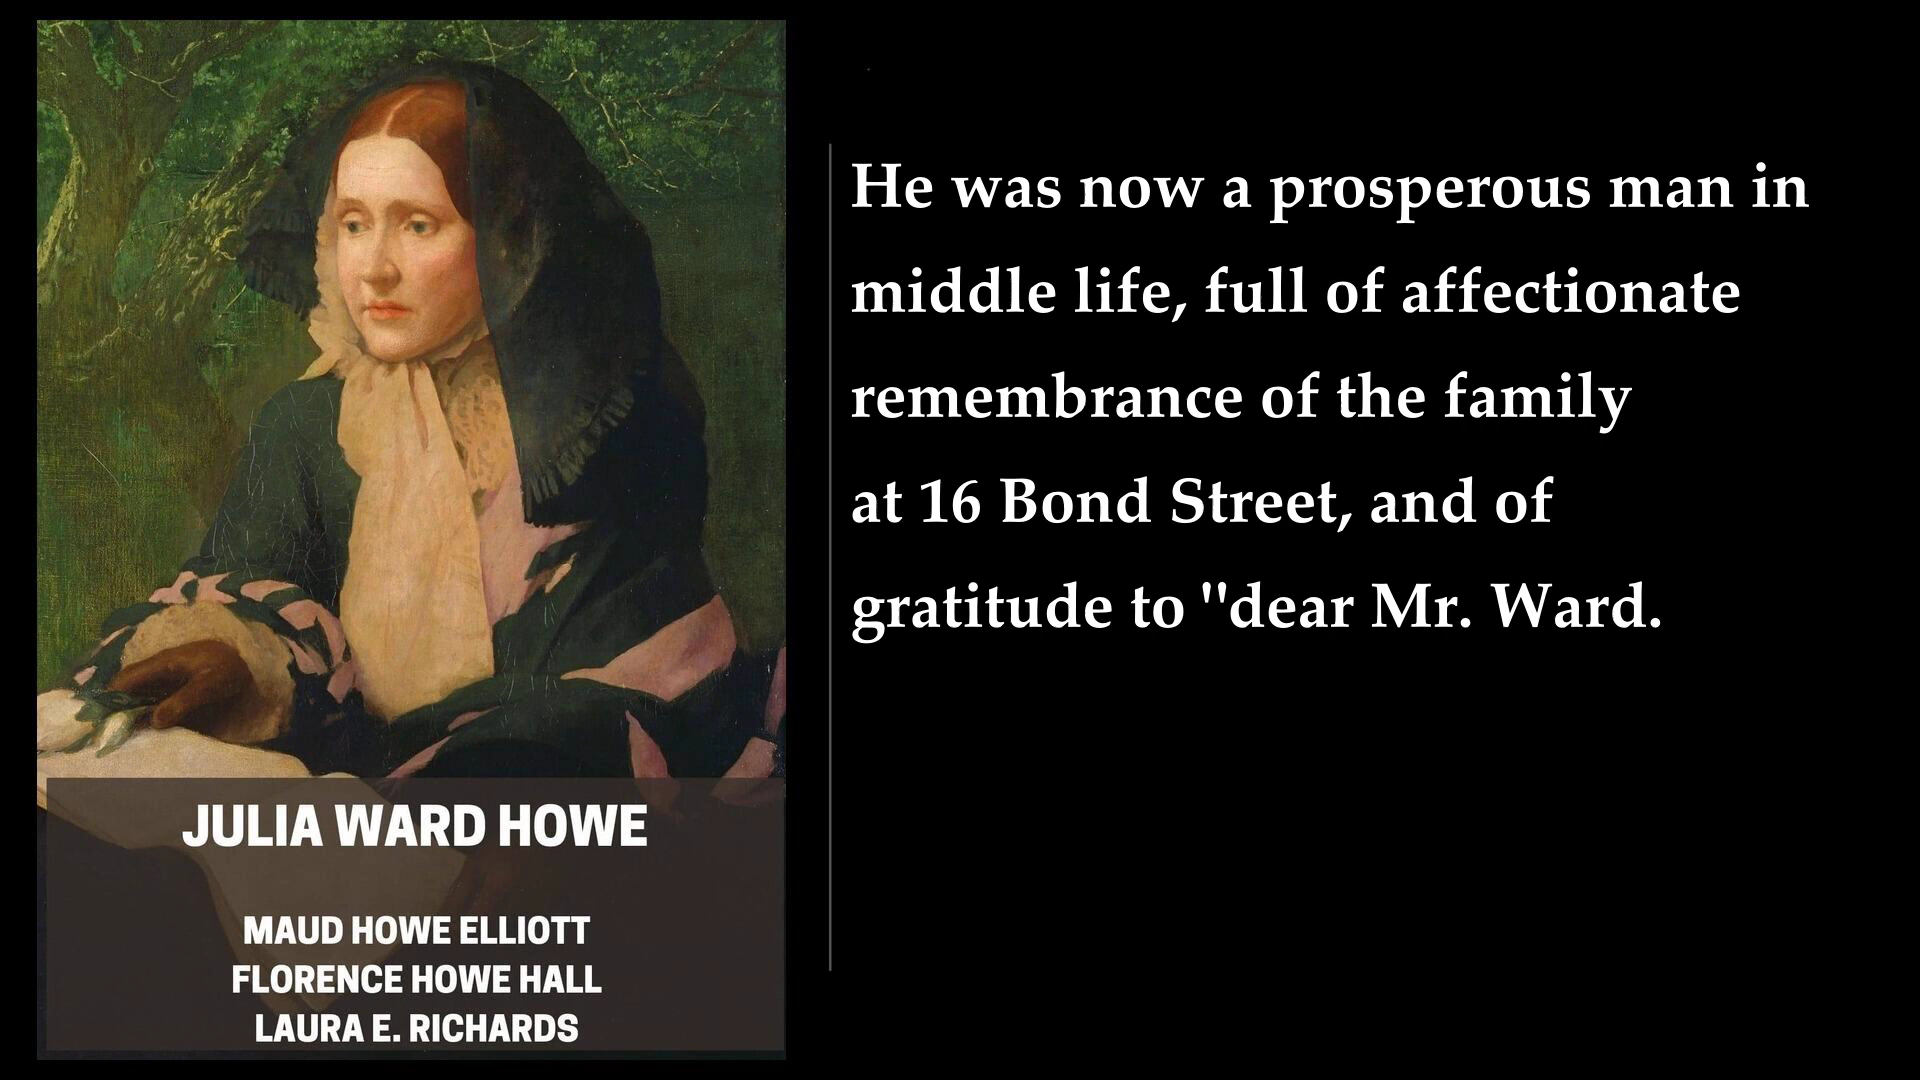 JULIA WARD HOWE
MAUD HOWE ELLIOTT
FLORENCE HOWE HALL
LAURA E. RICHARDS
He was now a prosperous man in
middle life, full of affectionate
remembrance of the family
at 16 Bond Street, and of
gratitude to "dear Mr. Ward.